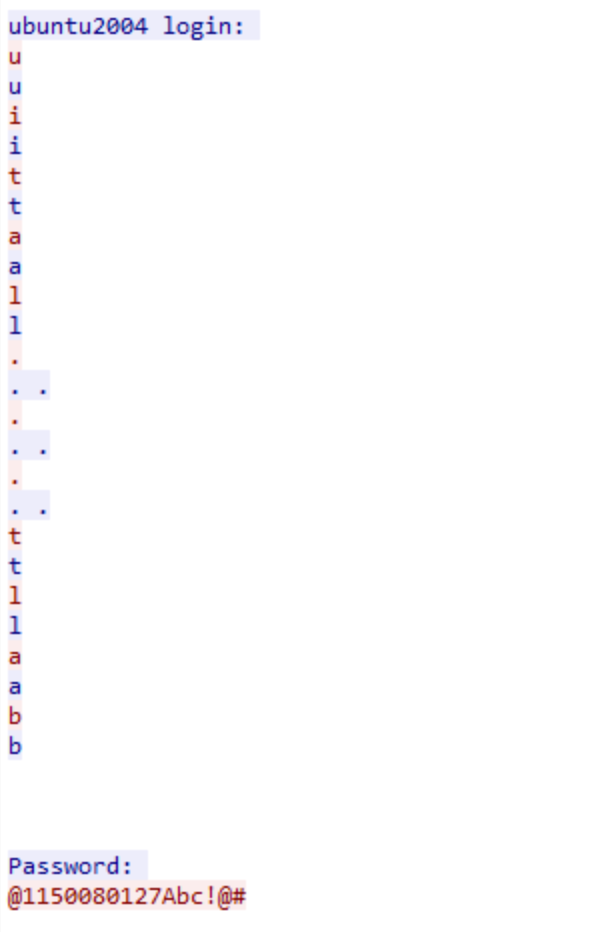 ubuntu2004 login:
u
u
i
i
t
t
a
a
l
l
.
. .
.
. .
.
. .
t
t
l
l
a
a
b
b
Password:
@1150080127Abc!@#